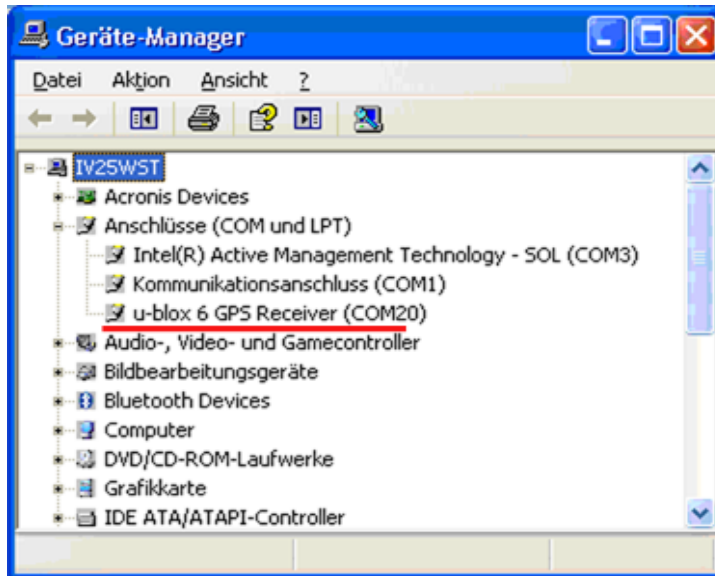 Geräte-Manager
Datei Aktion Ansicht ?
IV25WST
Acronis Devices
Anschlüsse (COM und LPT)
Intel(R) Active Management Technology - SOL (COM3)
Kommunikationsanschluss (COM1)
u-blox 6 GPS Receiver (COM20)
Audio-, Video- und Gamecontroller
Bildbearbeitungsgeräte
Bluetooth Devices
Computer
DVD/CD-ROM-Laufwerke
Grafikkarte
IDE ATA/ATAPI-Controller